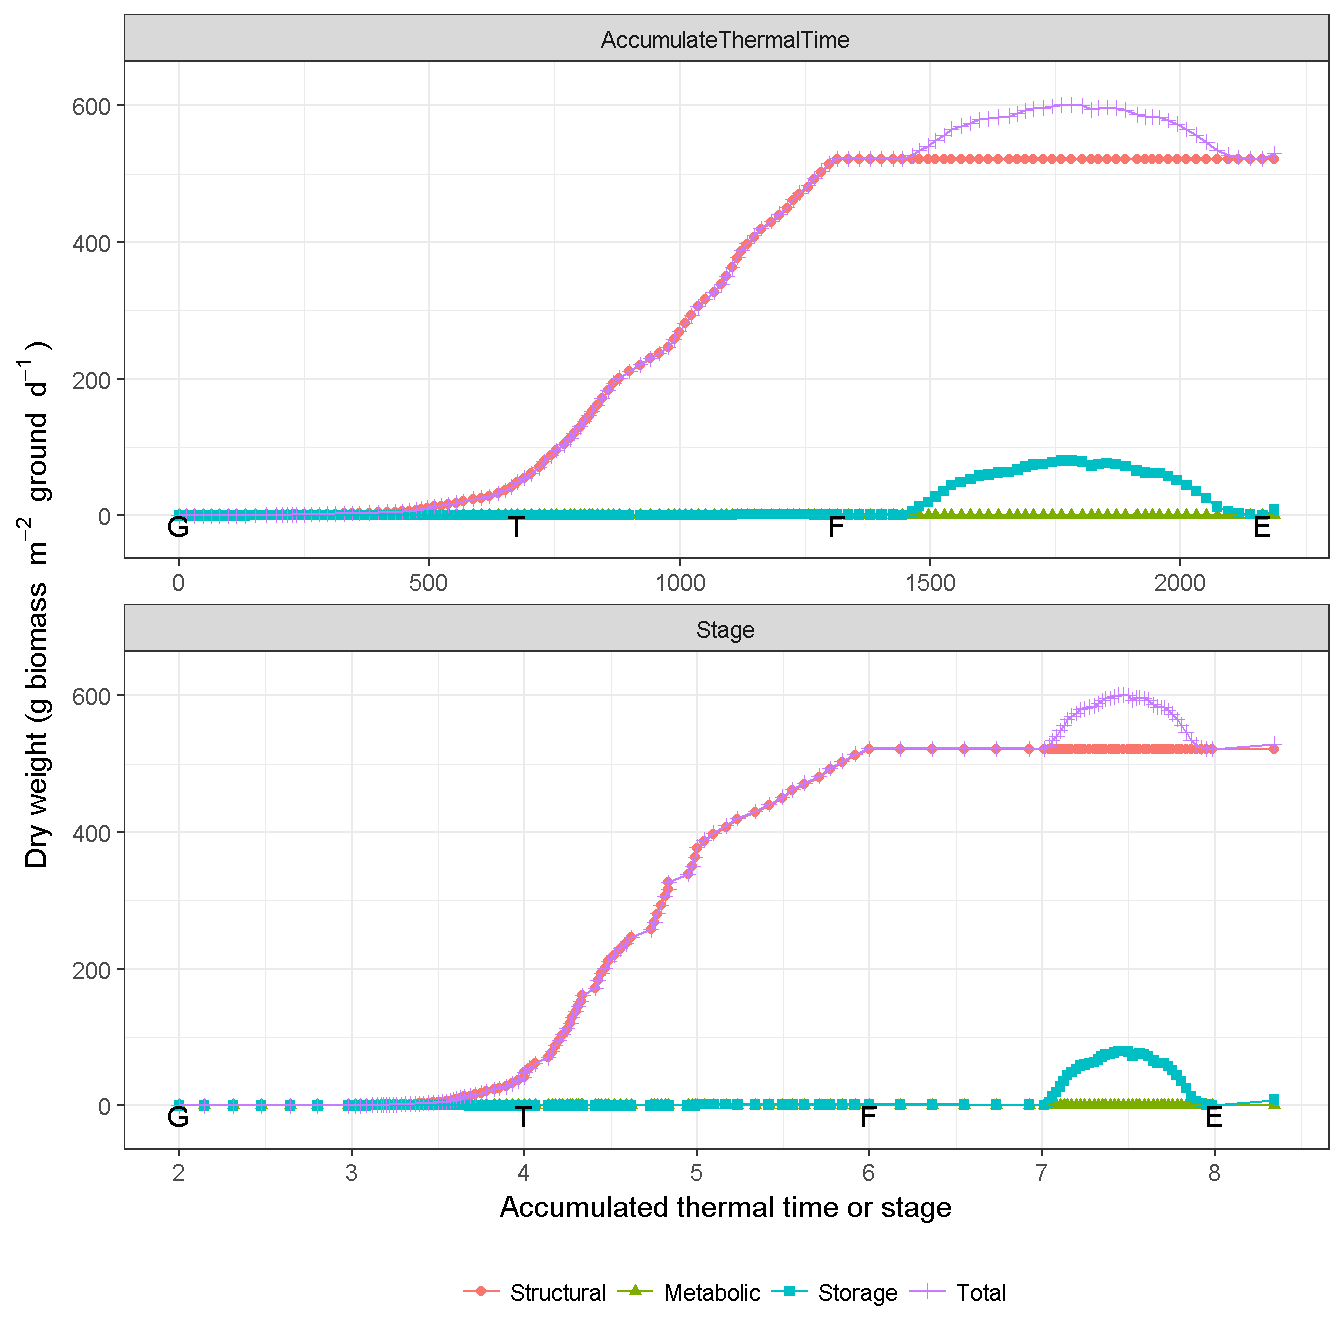 AccumulateThermalTime
600
400
200
0
G T F E
0 500 1000 1500 2000
Stage
600
400
200
0
G T F E
2 3 4 5 6 7 8
Dry weight (g biomass m−2 ground d−1)
Accumulated thermal time or stage
Structural Metabolic Storage Total